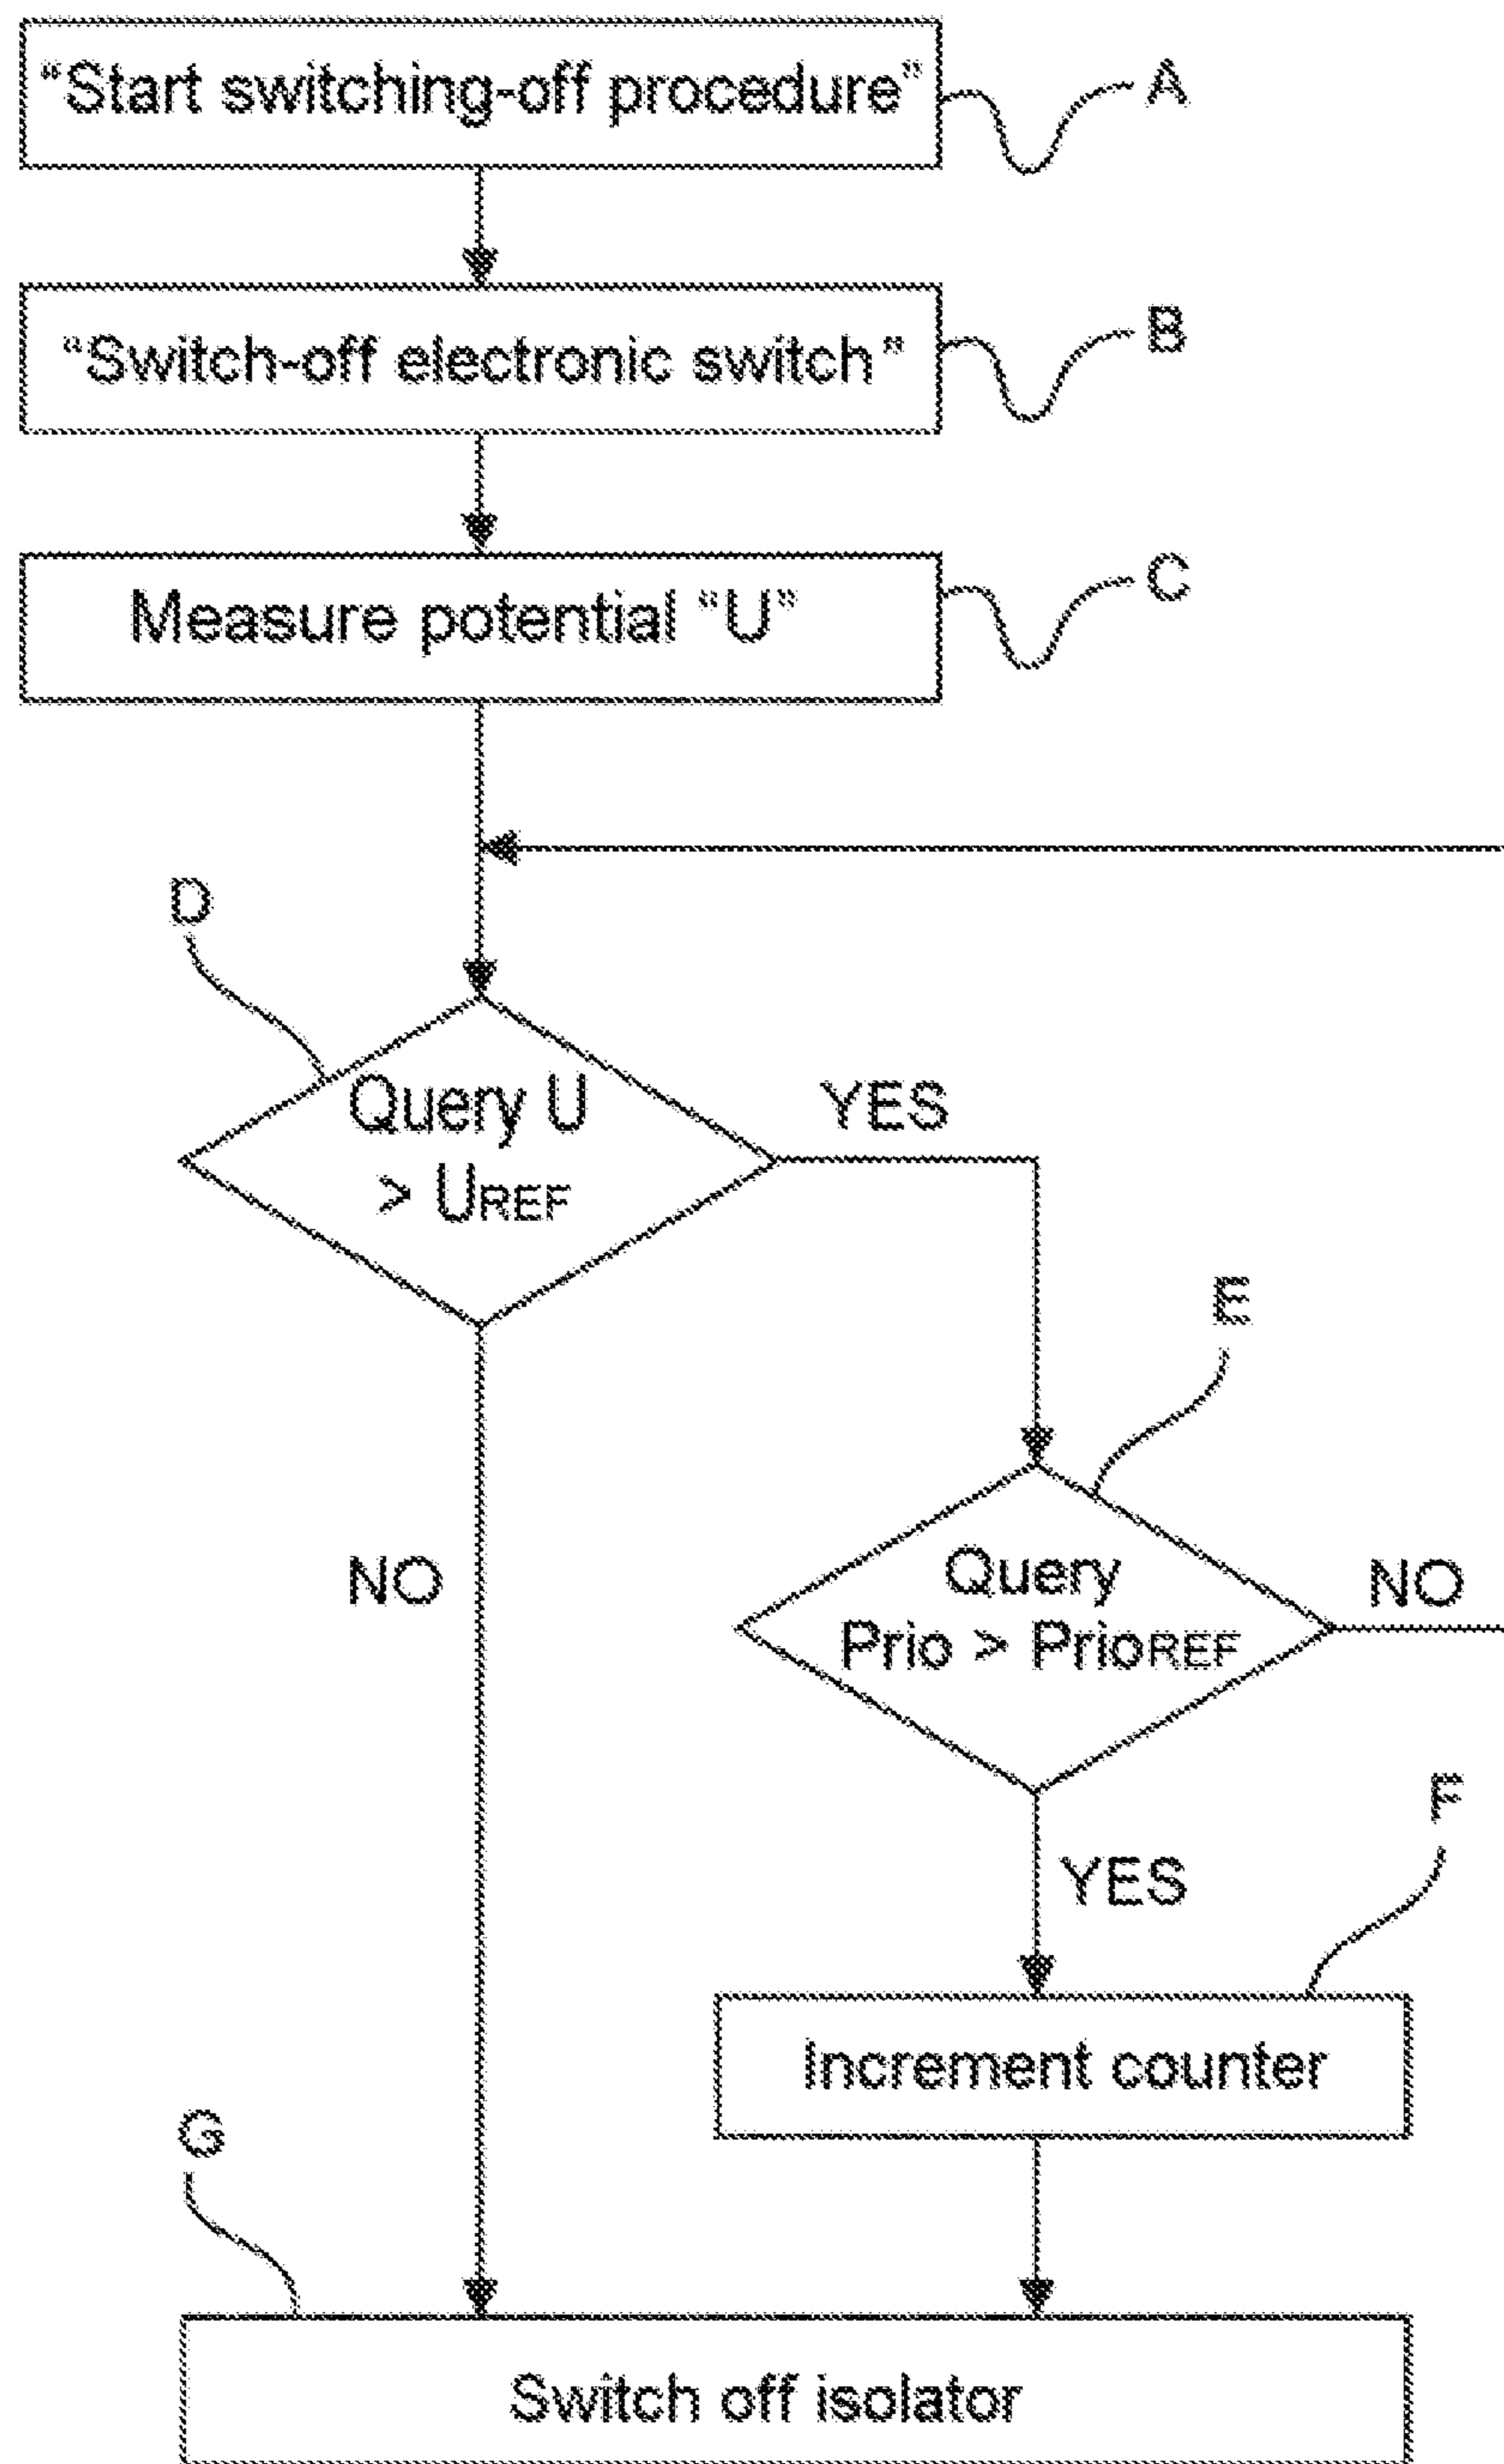 “Start switching-off procedure”
A
“Switch-off electronic switch”
B
Measure potential “U”
C
D
Query U
> UREF
YES
E
NO
Query
Prio > PrioREF
NO
F
YES
Increment counter
G
Switch off isolator